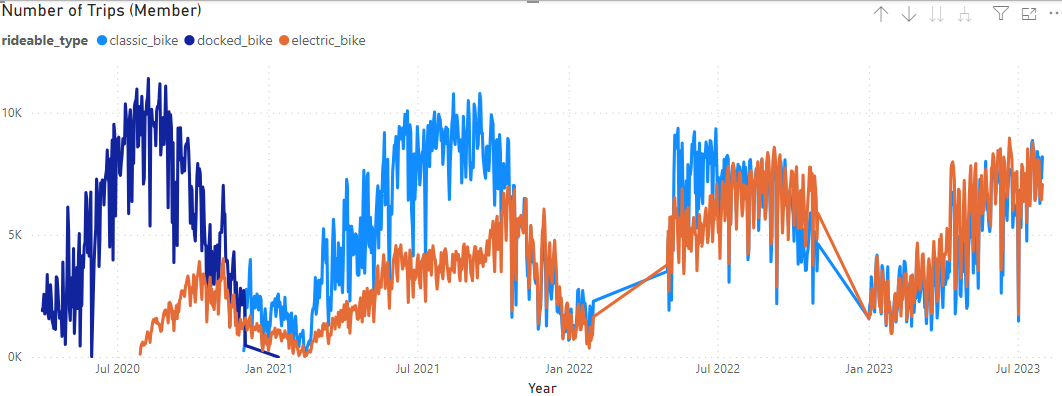 Number of Trips (Member)
rideable_type classic_bike docked_bike electric_bike
10K
5K
0K
Jul 2020 Jan 2021 Jul 2021 Jan 2022 Jul 2022 Jan 2023 Jul 2023
Year